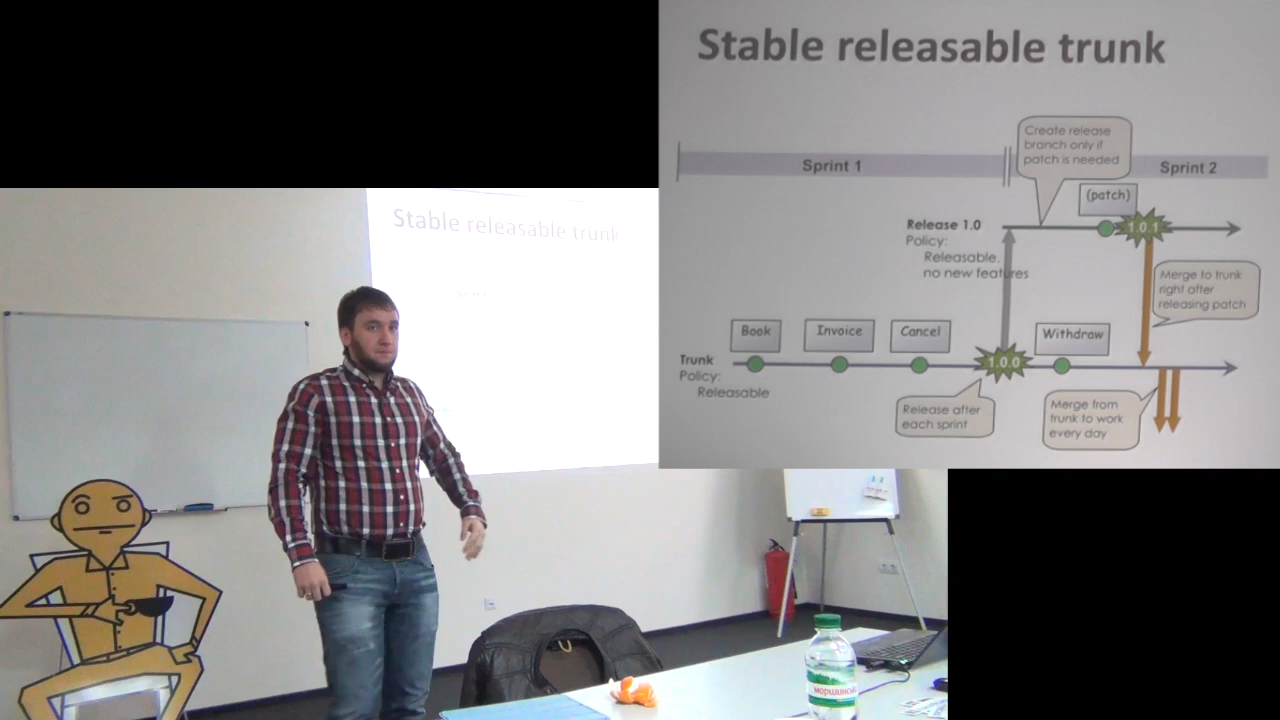 Stable releasable trunk
Sprint 1
Create release
branch only if
patch is needed
Sprint 2
(patch)
Release 1.0
Policy:
Releasable,
no new features
1.0.1
Merge to trunk
right after
releasing patch
Book
Invoice
Cancel
Withdraw
Trunk
Policy:
Releasable
1.0.0
Release after
each sprint
Merge from
trunk to work
every day
Stable releasable trunk